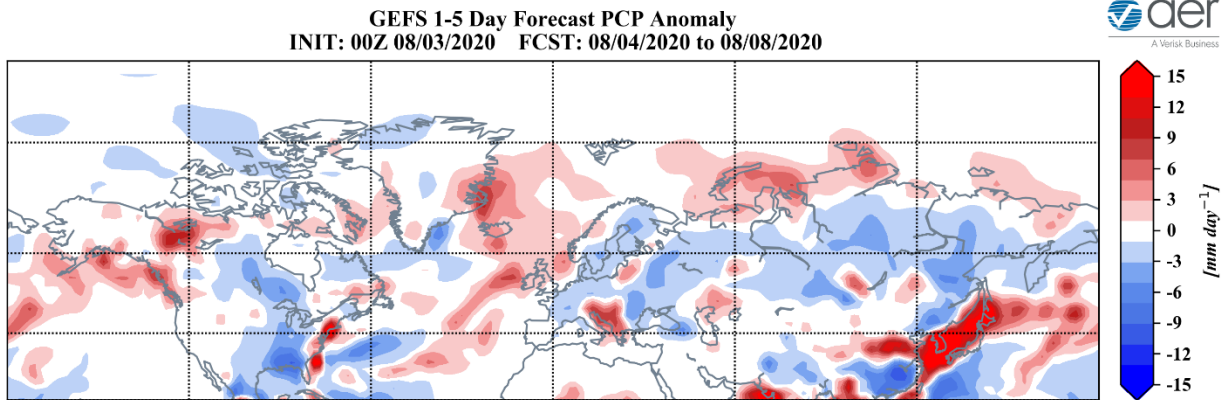 GEFS 1-5 Day Forecast PCP Anomaly
INIT: 00Z 08/03/2020 FCST: 08/04/2020 to 08/08/2020
aer
A Verisk Business
15
12
9
6
3
0
-3
-6
-9
-12
-15
[mm day⁻¹]